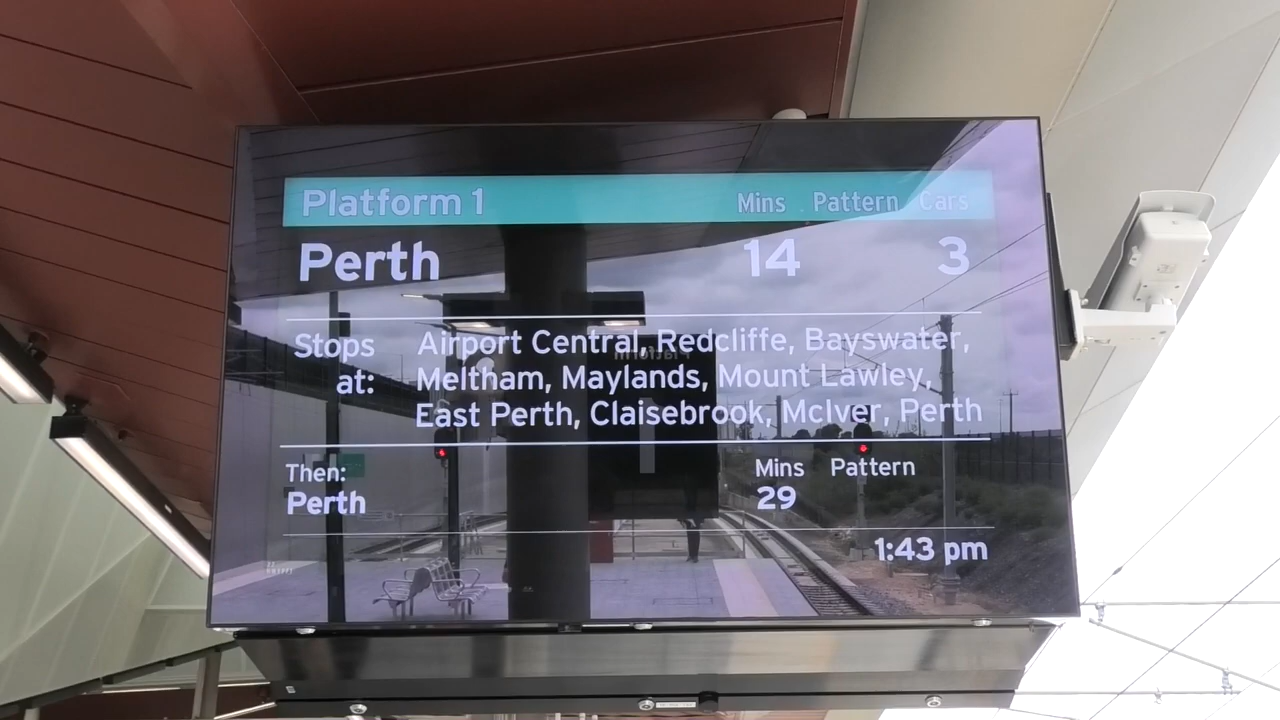 Platform 1 Mins Pattern Cars
Perth 14 3
Stops at: Airport Central, Redcliffe, Bayswater,
Meltham, Maylands, Mount Lawley,
East Perth, Claisebrook, McIver, Perth
Then: Mins Pattern
Perth 29
1:43 pm